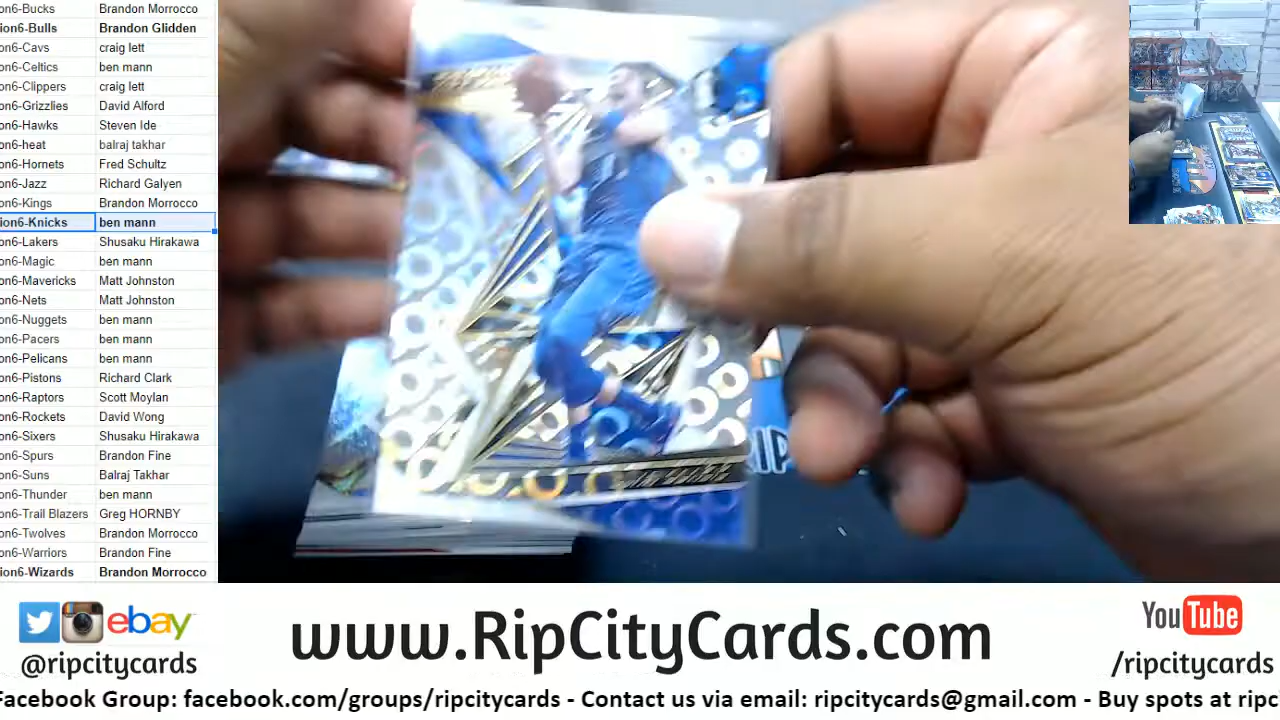 on6-Bucks Brandon Morrocco
ion6-Bulls Brandon Glidden
on6-Cavs craig lett
on6-Celtics ben mann
on6-Clippers craig lett
on6-Grizzlies David Alford
on6-Hawks Steven Ide
on6-heat balraj takhar
on6-Hornets Fred Schultz
on6-Jazz Richard Galyen
on6-Kings Brandon Morrocco
ion6-Knicks ben mann
on6-Lakers Shusaku Hirakawa
on6-Magic ben mann
on6-Mavericks Matt Johnston
on6-Nets Matt Johnston
on6-Nuggets ben mann
on6-Pacers ben mann
on6-Pelicans ben mann
on6-Pistons Richard Clark
on6-Raptors Scott Moylan
on6-Rockets David Wong
on6-Sixers Shusaku Hirakawa
on6-Spurs Brandon Fine
on6-Suns Balraj Takhar
on6-Thunder ben mann
on6-Trail Blazers Greg HORNBY
on6-Twolves Brandon Morrocco
on6-Warriors Brandon Fine
ion6-Wizards Brandon Morrocco
RIP
ebay
@ripcitycards
www.RipCityCards.com
YouTube
/ripcitycards
Facebook Group: facebook.com/groups/ripcitycards - Contact us via email: ripcitycards@gmail.com - Buy spots at ripc